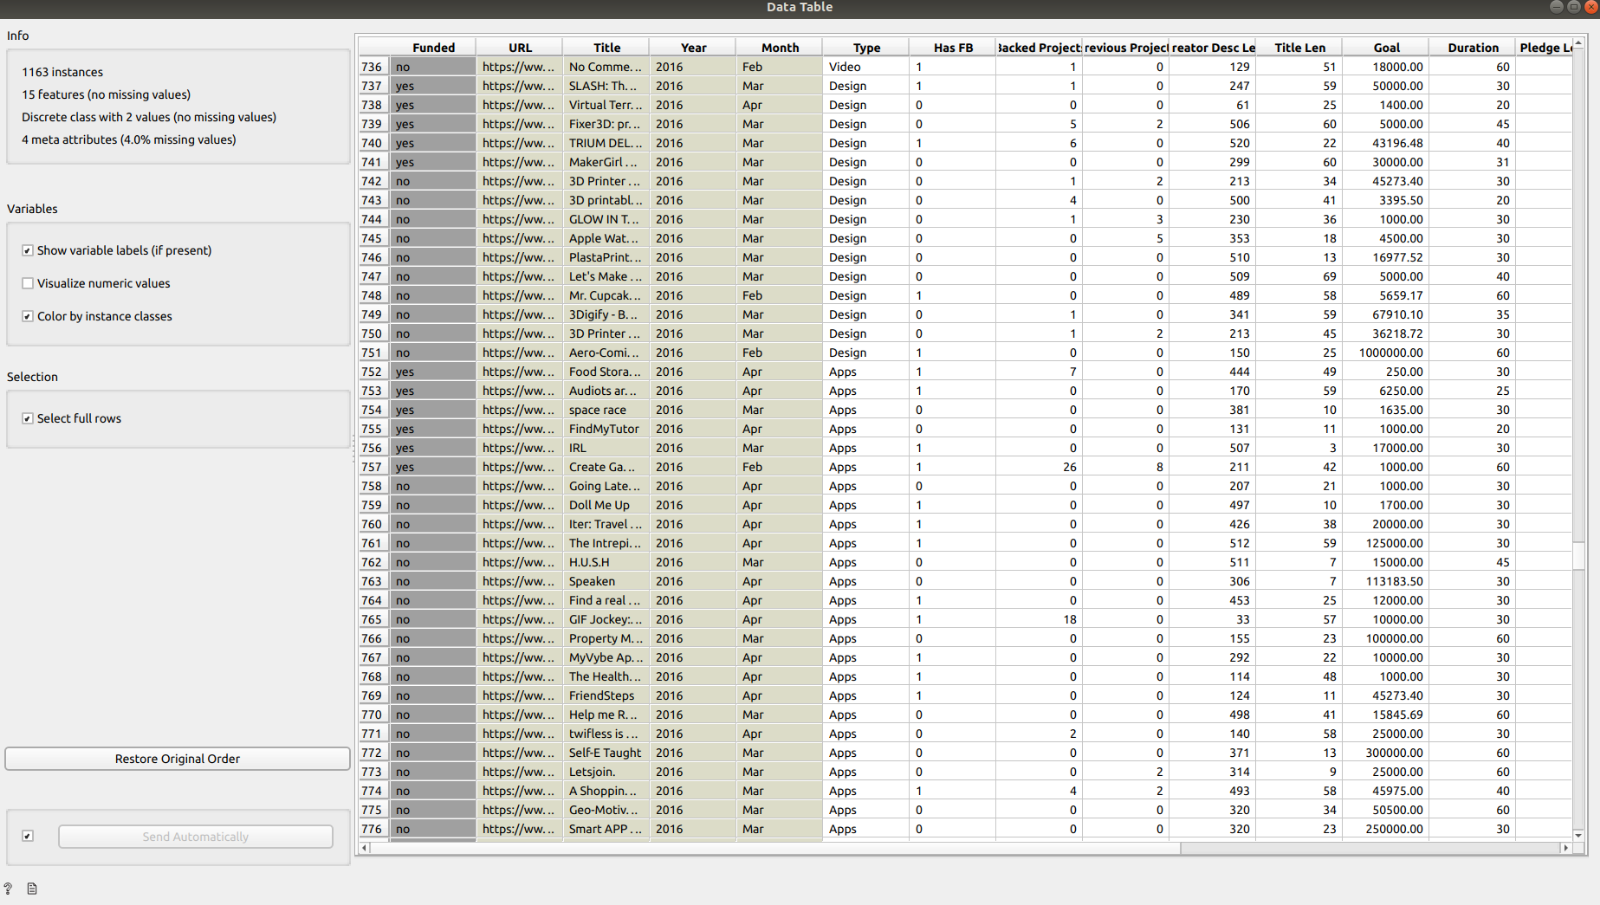 Data Table
Info
1163 instances
15 features (no missing values)
Discrete class with 2 values (no missing values)
4 meta attributes (4.0% missing values)
Variables
Show variable labels (if present)
Visualize numeric values
Color by instance classes
Selection
Select full rows
Restore Original Order
Send Automatically
Funded URL Title Year Month Type Has FB Backed Project: revious Project reator Desc Le Title Len Goal Duration Pledge Le
736 no https://ww... No Comme... 2016 Feb Video 1 1 0 129 51 18000.00 60
737 yes https://ww... SLASH: Th... 2016 Mar Design 1 1 0 247 59 50000.00 30
738 yes https://ww... Virtual Terr... 2016 Apr Design 0 0 0 61 25 1400.00 20
739 yes https://ww... Fixer3D: pr... 2016 Mar Design 0 5 2 506 60 5000.00 45
740 yes https://ww... TRIUM DEL... 2016 Mar Design 1 6 0 520 22 43196.48 40
741 yes https://ww... MakerGirl ... 2016 Mar Design 0 0 0 299 60 30000.00 31
742 no https://ww... 3D Printer ... 2016 Mar Design 0 1 2 213 34 45273.40 30
743 no https://ww... 3D printabl... 2016 Mar Design 0 4 0 500 41 3395.50 20
744 no https://ww... GLOW IN T... 2016 Mar Design 0 1 3 230 36 1000.00 30
745 no https://ww... Apple Wat... 2016 Mar Design 0 0 5 353 18 4500.00 30
746 no https://ww... PlastaPrint... 2016 Mar Design 0 0 0 510 13 16977.52 30
747 no https://ww... Let's Make ... 2016 Mar Design 0 0 0 509 69 5000.00 40
748 no https://ww... Mr. Cupcak... 2016 Feb Design 1 0 0 489 58 5659.17 60
749 no https://ww... 3Digify - B... 2016 Mar Design 0 1 0 341 59 67910.10 35
750 no https://ww... 3D Printer ... 2016 Mar Design 0 1 2 213 45 36218.72 30
751 no https://ww... Aero-Comi... 2016 Feb Design 1 0 0 150 25 1000000.00 60
752 yes https://ww... Food Stora... 2016 Apr Apps 1 7 0 444 49 250.00 30
753 yes https://ww... Audiots ar... 2016 Apr Apps 1 0 0 170 59 6250.00 25
754 yes https://ww... space race 2016 Mar Apps 0 0 0 381 10 1635.00 30
755 yes https://ww... FindMyTutor 2016 Apr Apps 0 0 0 131 11 1000.00 20
756 yes https://ww... IRL 2016 Mar Apps 1 0 0 507 3 17000.00 30
757 yes https://ww... Create Ga... 2016 Feb Apps 1 26 8 211 42 1000.00 60
758 no https://ww... Going Late... 2016 Apr Apps 0 0 0 207 21 1000.00 30
759 no https://ww... Doll Me Up 2016 Apr Apps 1 0 0 497 10 1700.00 30
760 no https://ww... Iter: Travel ... 2016 Apr Apps 1 0 0 426 38 20000.00 30
761 no https://ww... The Intrepi... 2016 Apr Apps 1 0 0 512 59 125000.00 30
762 no https://ww... H.U.S.H 2016 Mar Apps 0 0 0 511 7 15000.00 45
763 no https://ww... Speaken 2016 Apr Apps 0 0 0 306 7 113183.50 30
764 no https://ww... Find a real ... 2016 Apr Apps 1 0 0 453 25 12000.00 30
765 no https://ww... GIF Jockey:... 2016 Apr Apps 1 18 0 33 57 10000.00 30
766 no https://ww... Property M... 2016 Mar Apps 0 0 0 155 23 100000.00 60
767 no https://ww... MyVybe Ap... 2016 Apr Apps 1 0 0 292 22 10000.00 30
768 no https://ww... The Health... 2016 Apr Apps 1 0 0 114 48 1000.00 30
769 no https://ww... FriendSteps 2016 Apr Apps 1 0 0 124 11 45273.40 30
770 no https://ww... Help me R... 2016 Mar Apps 0 0 0 498 41 15845.69 60
771 no https://ww... twifless is ... 2016 Apr Apps 0 2 0 140 58 25000.00 30
772 no https://ww... Self-E Taught 2016 Mar Apps 0 0 0 371 13 300000.00 60
773 no https://ww... Letsjoin. 2016 Mar Apps 0 0 2 314 9 25000.00 60
774 no https://ww... A Shoppin... 2016 Mar Apps 1 4 2 493 58 45975.00 40
775 no https://ww... Geo-Motiv... 2016 Mar Apps 0 0 0 320 34 50500.00 60
776 no https://ww... Smart APP ... 2016 Mar Apps 0 0 0 320 23 250000.00 30